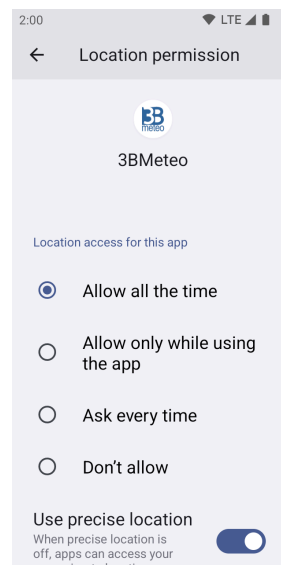 2:00
LTE
Location permission
3B
meteo
3BMeteo
Location access for this app
Allow all the time
Allow only while using
the app
Ask every time
Don't allow
Use precise location
When precise location is
off, apps can access your